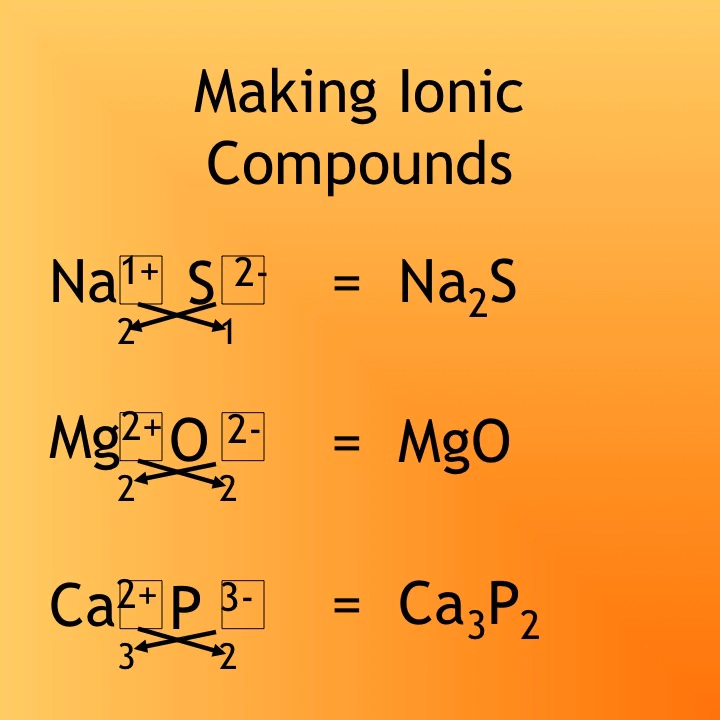 Making Ionic
Compounds
Na¹⁺ S²⁻ = Na₂S
2 1
Mg²⁺ O²⁻ = MgO
2 2
Ca²⁺ P³⁻ = Ca₃P₂
3 2